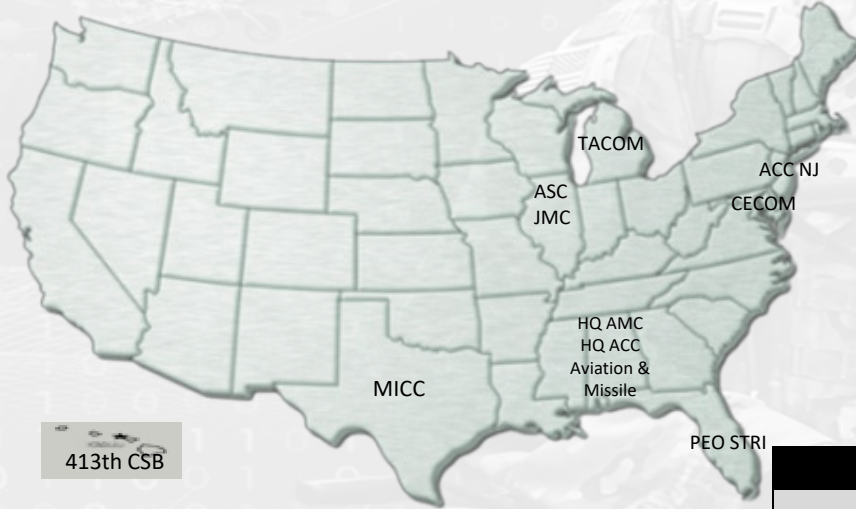 TACOM
ACC NJ
ASC
JMC
CECOM
HQ AMC
HQ ACC
Aviation &
Missile
MICC
PEO STRI
413th CSB